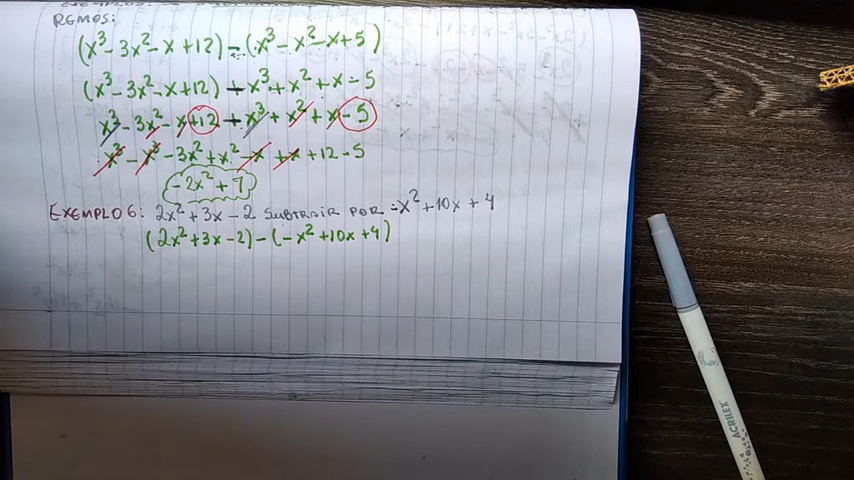 REMOS:
(x³-3x²-x+12)-(x³-x²-x+5)
(x³-3x²-x+12)-x³+x²+x-5
x³-3x²-x+12-x³+x²+x-5
x³-x³-3x²+x²-x+x+12-5
-2x²+7
EXEMPLO 6: 2x²+3x-2 SUBTRAIR POR -x²+10x+4
(2x²+3x-2)-(-x²+10x+4)
ACRILEX